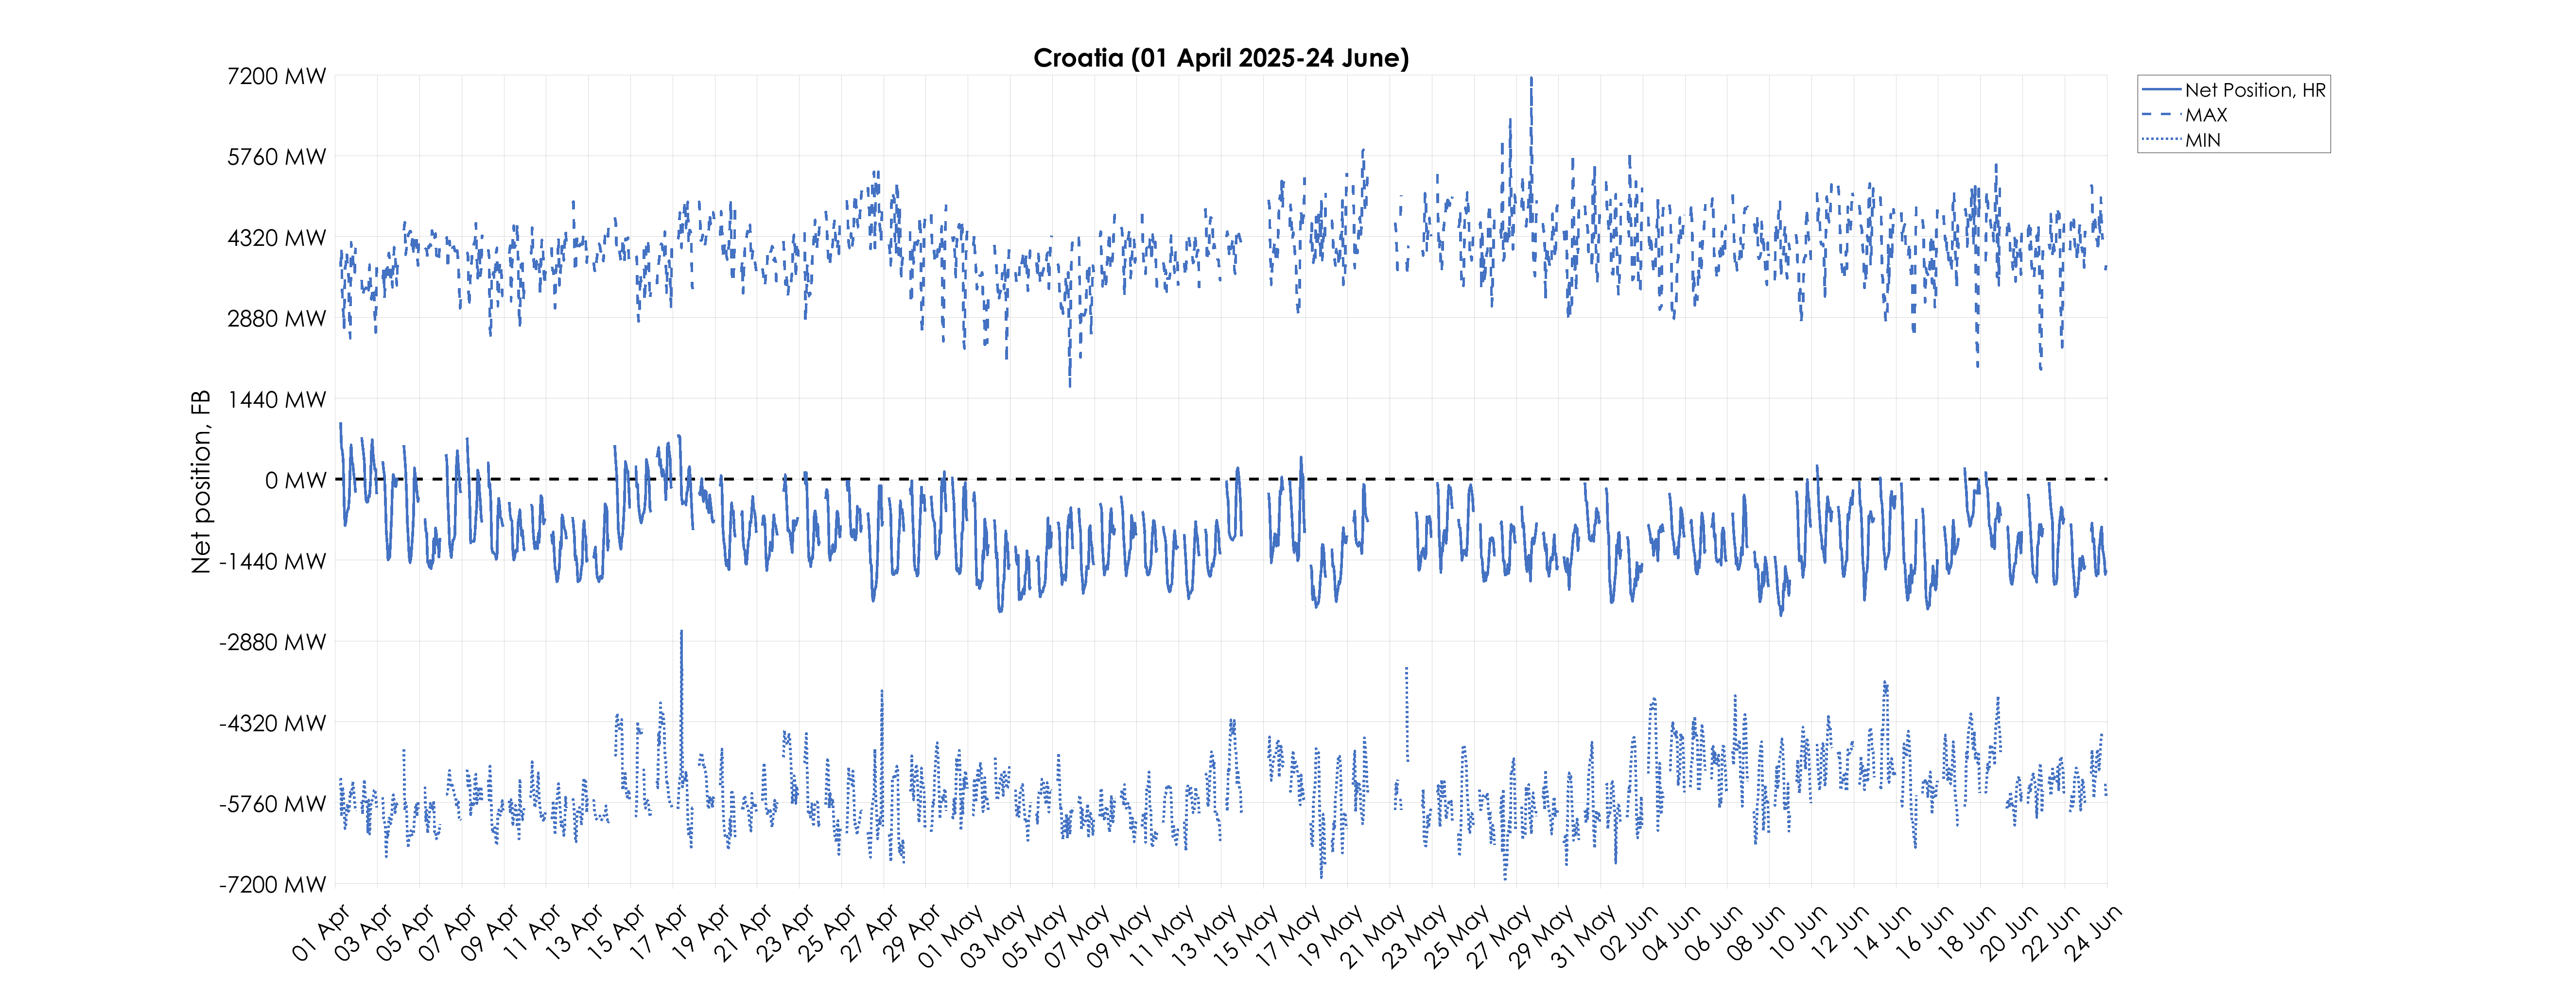 Croatia (01 April 2025-24 June)
Net position, FB
7200 MW
5760 MW
4320 MW
2880 MW
1440 MW
0 MW
-1440 MW
-2880 MW
-4320 MW
-5760 MW
-7200 MW
01 Apr
03 Apr
05 Apr
07 Apr
09 Apr
11 Apr
13 Apr
15 Apr
17 Apr
19 Apr
21 Apr
23 Apr
25 Apr
27 Apr
29 Apr
01 May
03 May
05 May
07 May
09 May
11 May
13 May
15 May
17 May
19 May
21 May
23 May
25 May
27 May
29 May
31 May
02 Jun
04 Jun
06 Jun
08 Jun
10 Jun
12 Jun
14 Jun
16 Jun
18 Jun
20 Jun
22 Jun
24 Jun
Net Position, HR
MAX
MIN